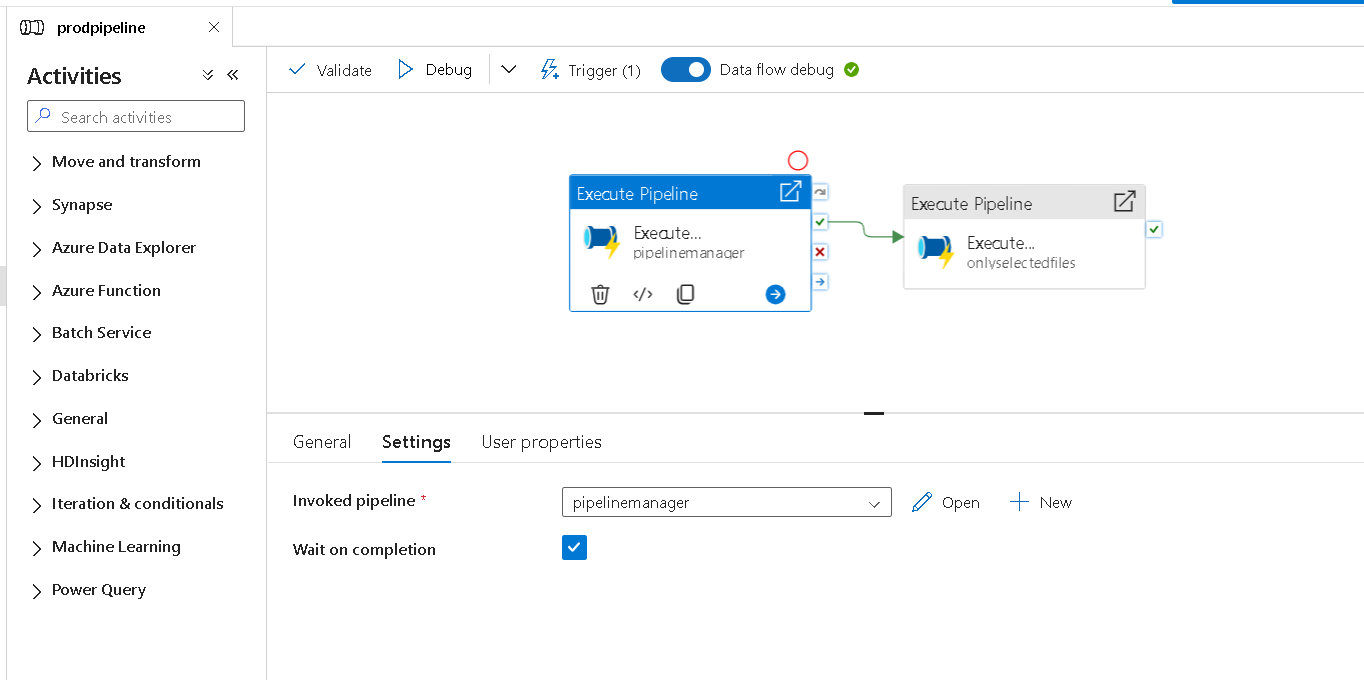 prodpipeline
Activities
Search activities
Move and transform
Synapse
Azure Data Explorer
Azure Function
Batch Service
Databricks
General
HDInsight
Iteration & conditionals
Machine Learning
Power Query
Validate
Debug
Trigger (1)
Data flow debug
Execute Pipeline
Execute...
pipelinemanager
Execute Pipeline
Execute...
onlyselectedfiles
General
Settings
User properties
Invoked pipeline *
pipelinemanager
Open
New
Wait on completion